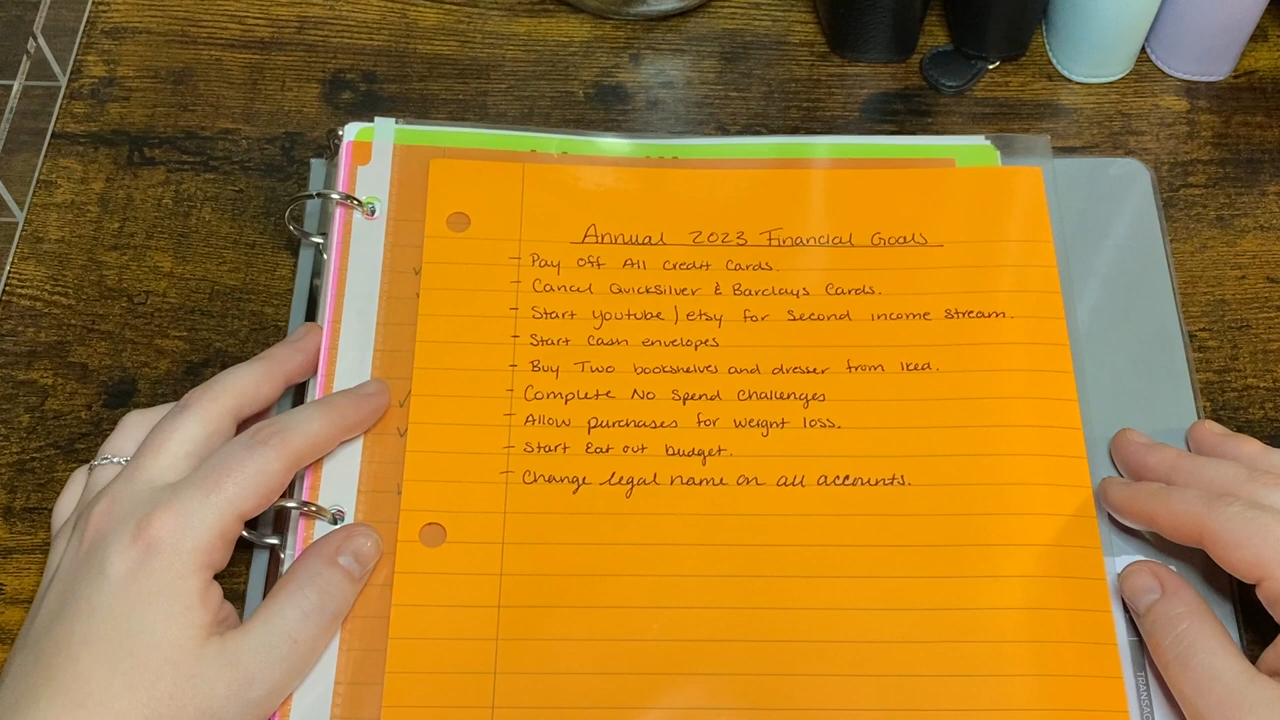 Annual 2023 Financial Goals
- Pay off All Credit Cards.
- Cancel Quicksilver & Barclays Cards.
- Start youtube / etsy for Second income stream.
- Start Cash envelopes
- Buy Two bookshelves and dresser from Ikea.
- Complete No Spend Challenges
- Allow purchases for weight loss.
- Start Eat out budget.
- Change legal name on all accounts.
TRANSAC